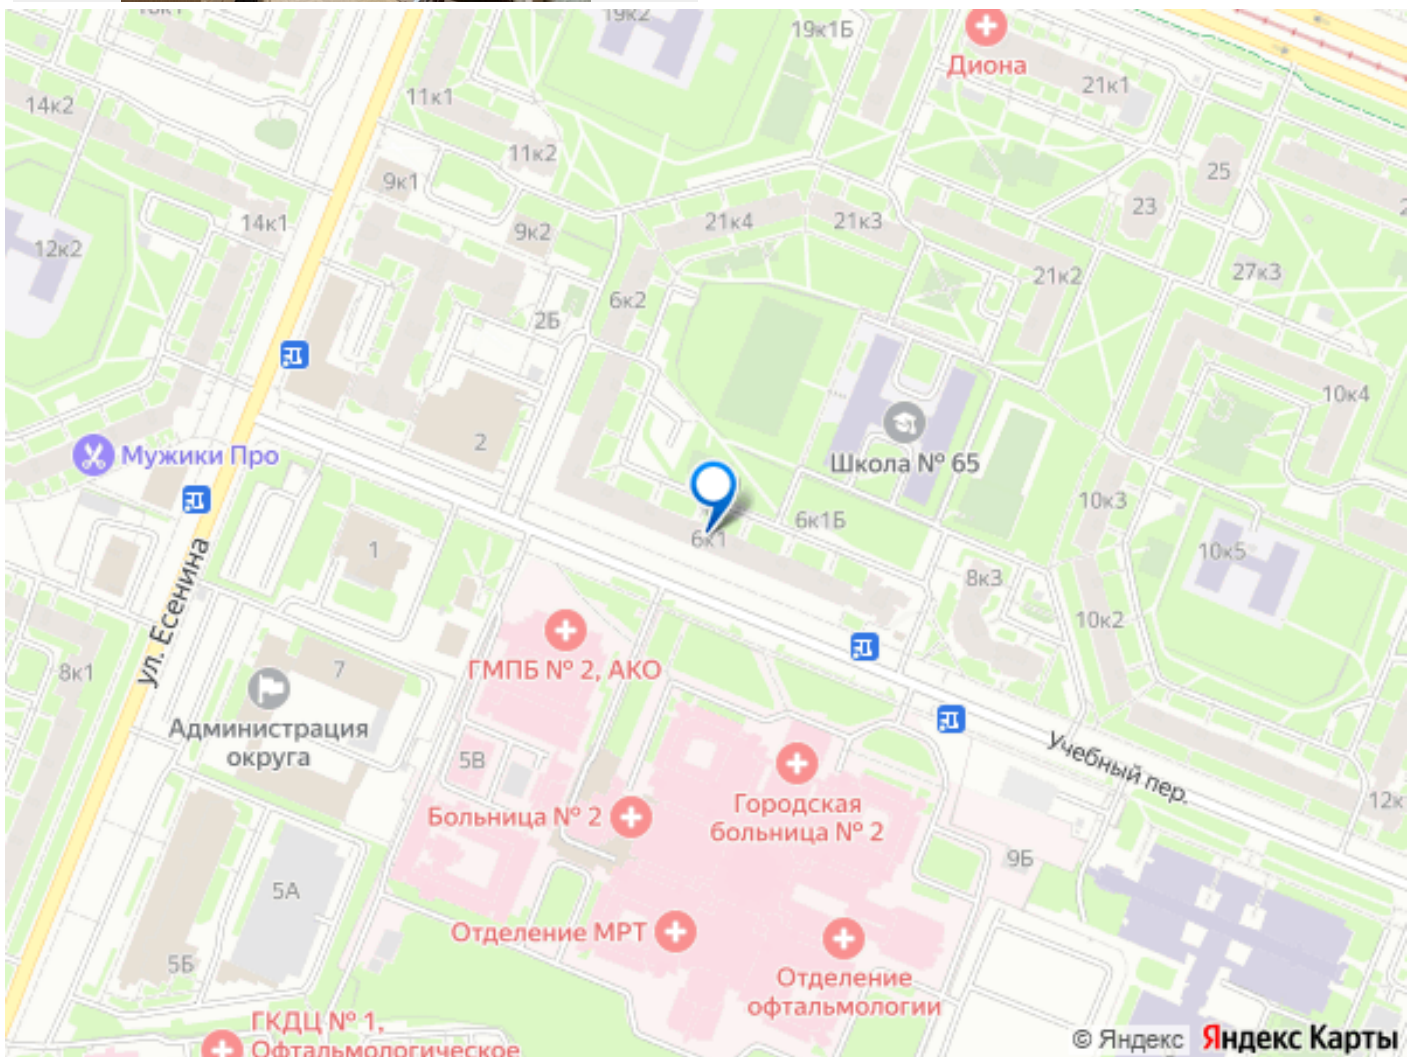 19к2
19к1Б
Диона
21к1
14к2
11к1
11к2
9к1
25
23
14к1
9к2
21к4
21к3
12к2
21к2
27к3
6к2
2Б
10к4
2
Мужики Про
Школа № 65
10к3
6к1Б
6к1
1
10к5
8к3
ул. Есенина
10к2
ГМПБ № 2, АКО
8к1
7
Администрация
округа
5В
Учебный пер.
Больница № 2
Городская
больница № 2
12к
9Б
5А
Отделение МРТ
5Б
Отделение
офтальмологии
ГКДЦ № 1,
Офтальмологическое
© Яндекс Яндекс Карты